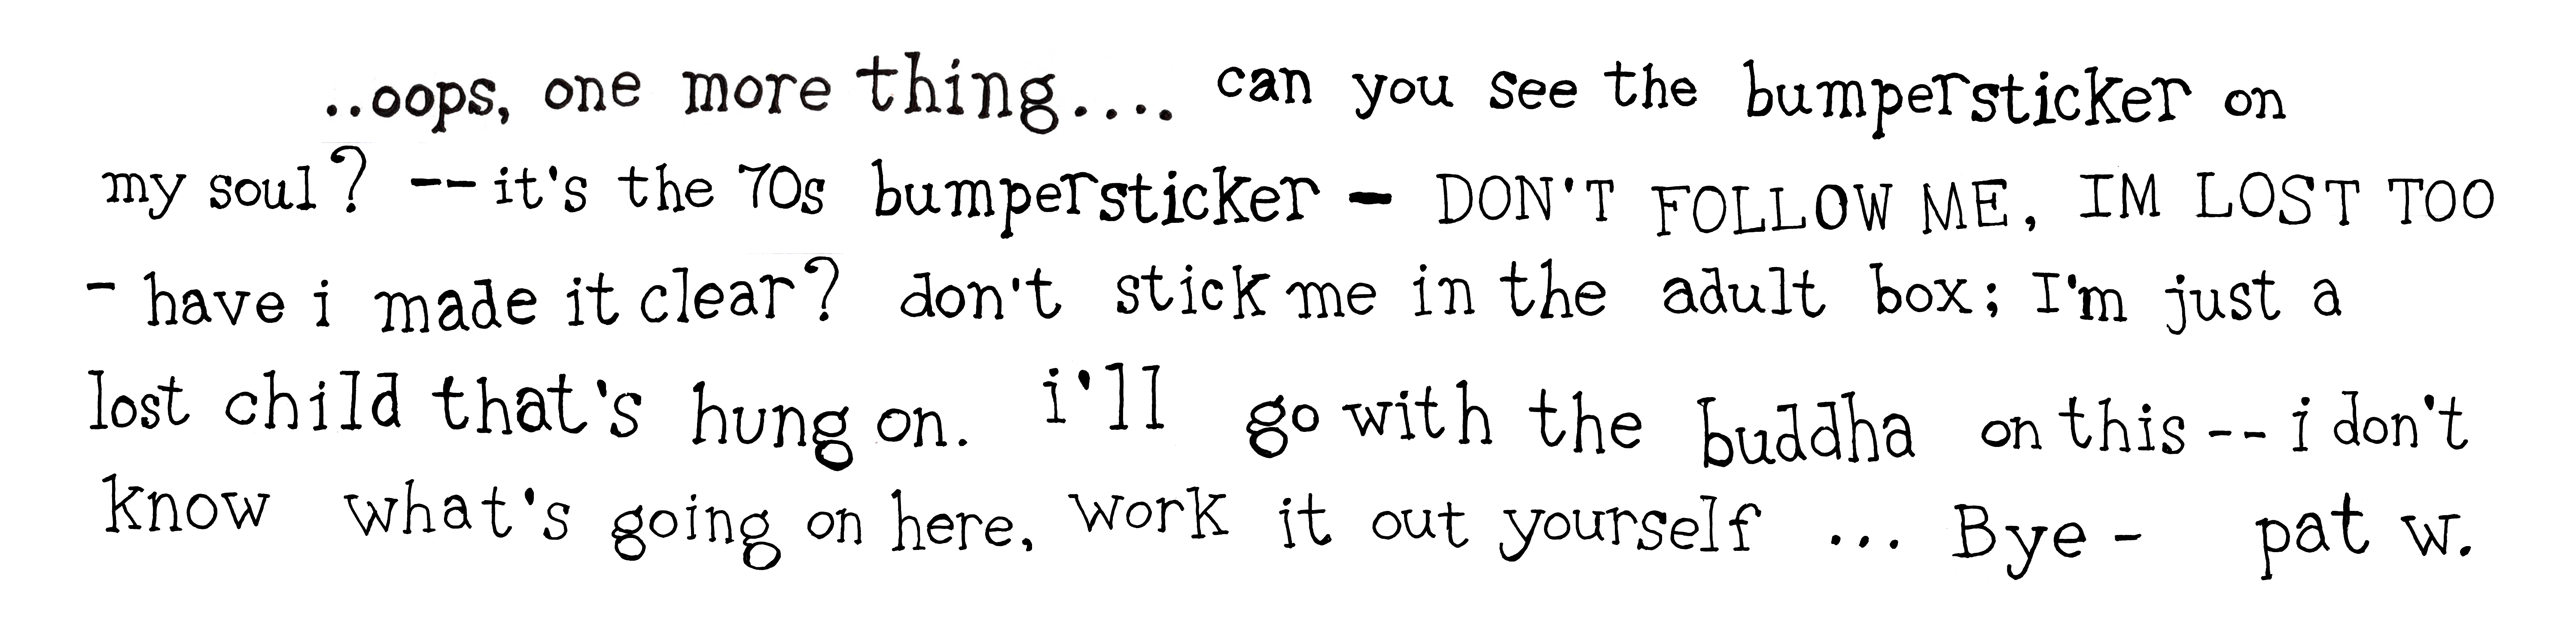 ..oops, one more thing.... can you see the bumpersticker on
my soul? --it's the 70s bumpersticker - DON'T FOLLOW ME, IM LOST TOO
- have i made it clear? don't stick me in the adult box; I'm just a
lost child that's hung on. i'll go with the buddha on this -- i don't
know what's going on here, work it out yourself ... Bye - pat w.